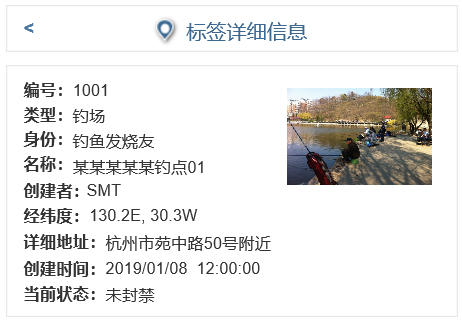 <
标签详细信息
编号：1001
类型：钓场
身份：钓鱼发烧友
名称：某某某某某钓点01
创建者：SMT
经纬度：130.2E, 30.3W
详细地址：杭州市苑中路50号附近
创建时间：2019/01/08  12:00:00
当前状态：未封禁